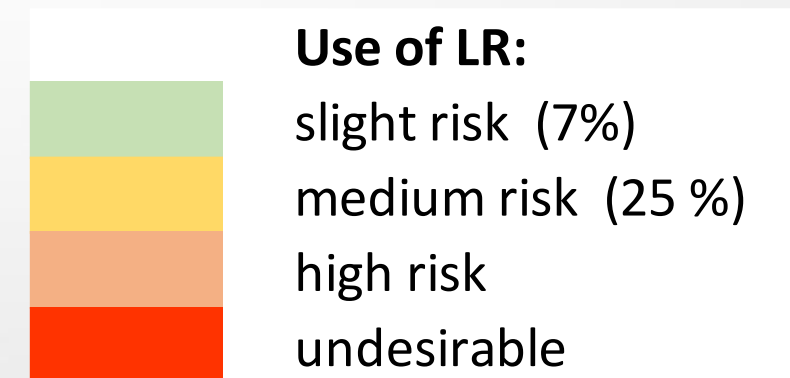 Use of LR:
slight risk (7%)
medium risk (25 %)
high risk
undesirable